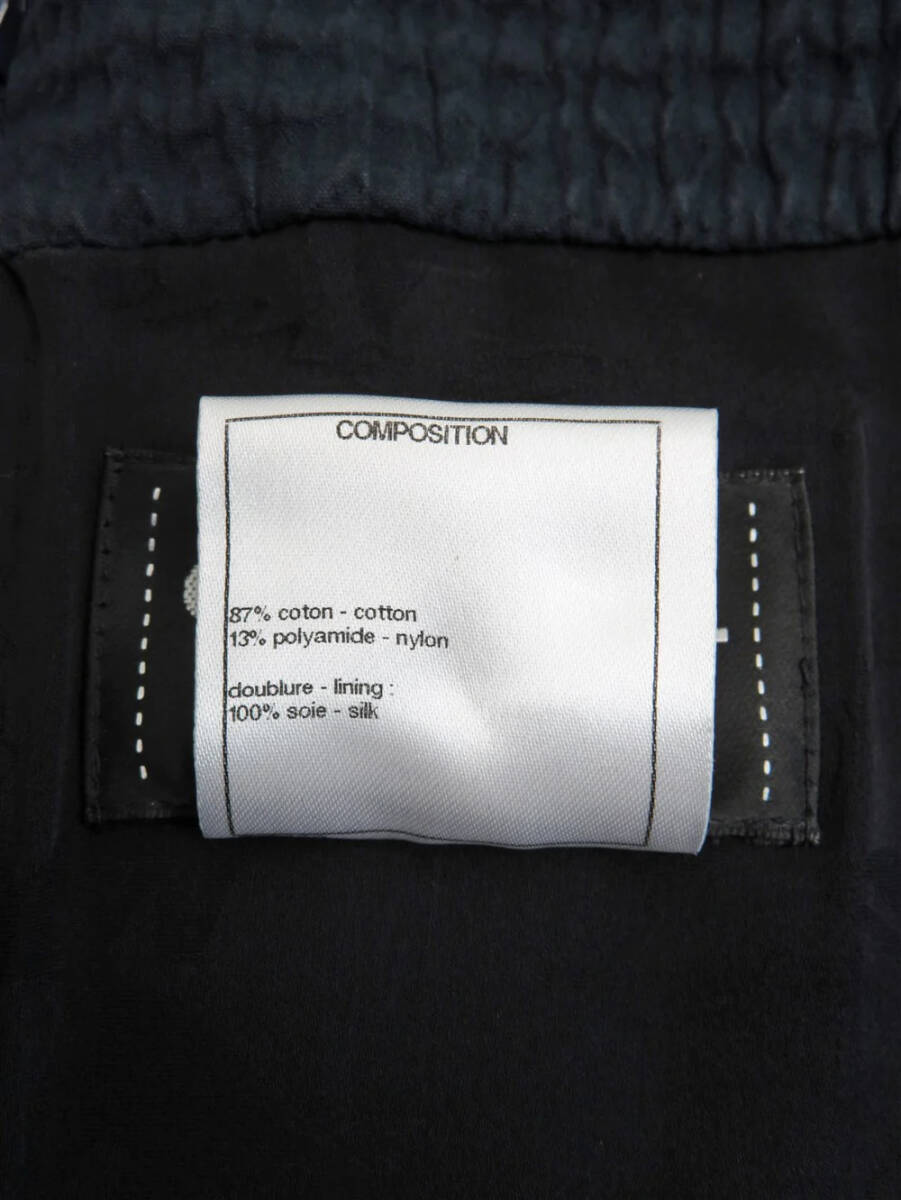 COMPOSITION
87% coton - cotton
13% polyamide - nylon
doublure - lining :
100% soie - silk